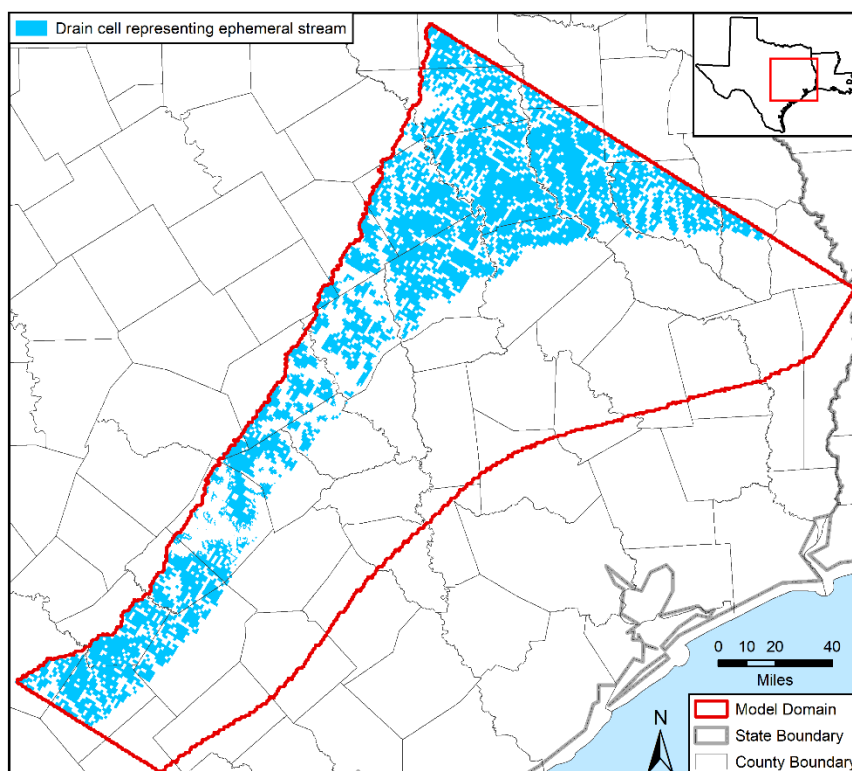 Drain cell representing ephemeral stream
0 10 20 40
Miles
N
Model Domain
State Boundary
County Boundary